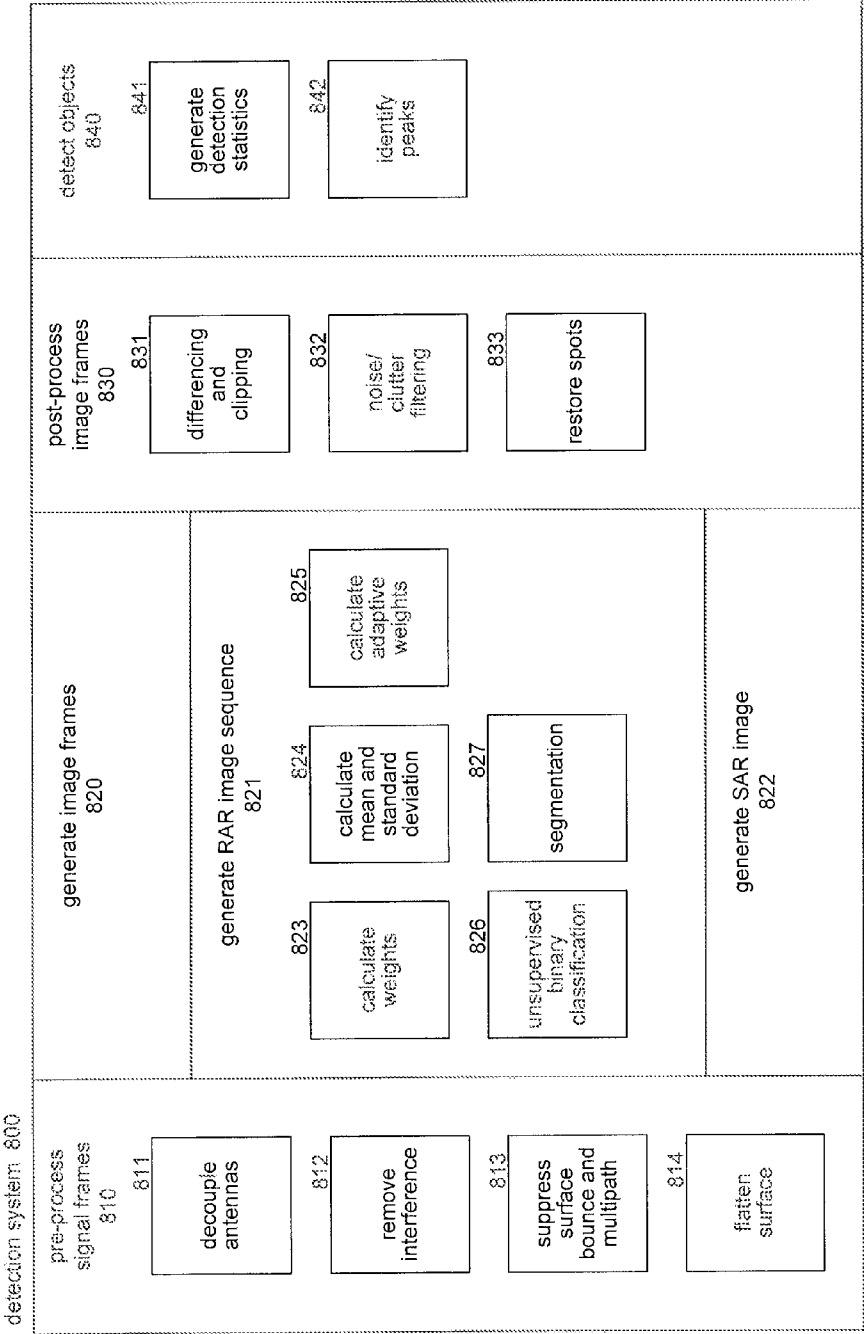 detection system 800
pre-process
signal frames
810
811
decouple
antennas
812
remove
interference
813
suppress
surface
bounce and
multipath
814
flatten
surface
generate image frames
820
generate RAR image sequence
821
823
calculate
weights
824
calculate
mean and
standard
deviation
825
calculate
adaptive
weights
826
unsupervised
binary
classification
827
segmentation
generate SAR image
822
post-process
image frames
830
831
differencing
and
clipping
832
noise/
clutter
filtering
833
restore spots
detect objects
840
841
generate
detection
statistics
842
identify
peaks